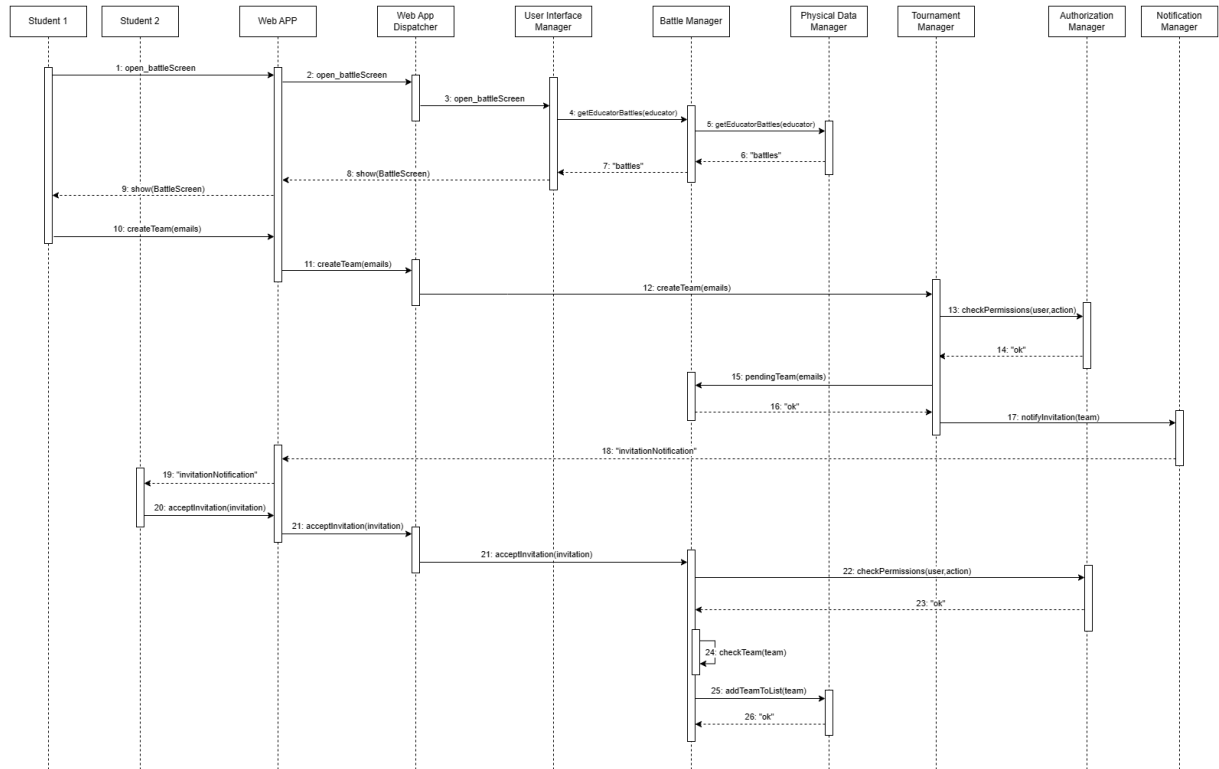 Student 1
Student 2
Web APP
Web App
Dispatcher
User Interface
Manager
Battle Manager
Physical Data
Manager
Tournament
Manager
Authorization
Manager
Notification
Manager
1: open_battleScreen
2: open_battleScreen
3: open_battleScreen
4: getEducatorBattles(educator)
5: getEducatorBattles(educator)
6: "battles"
7: "battles"
8: show(BattleScreen)
9: show(BattleScreen)
10: createTeam(emails)
11: createTeam(emails)
12: createTeam(emails)
13: checkPermissions(user,action)
14: "ok"
15: pendingTeam(emails)
16: "ok"
17: notifyInvitation(team)
18: "invitationNotification"
19: "invitationNotification"
20: acceptInvitation(invitation)
21: acceptInvitation(invitation)
21: acceptInvitation(invitation)
22: checkPermissions(user,action)
23: "ok"
24: checkTeam(team)
25: addTeamToList(team)
26: "ok"